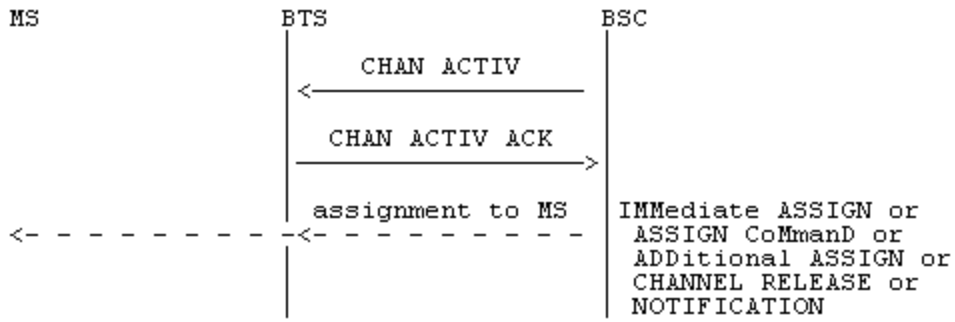 MS BTS BSC
CHAN ACTIV
CHAN ACTIV ACK
assignment to MS IMMediate ASSIGN or
ASSIGN CoMmanD or
ADDitional ASSIGN or
CHANNEL RELEASE or
NOTIFICATION